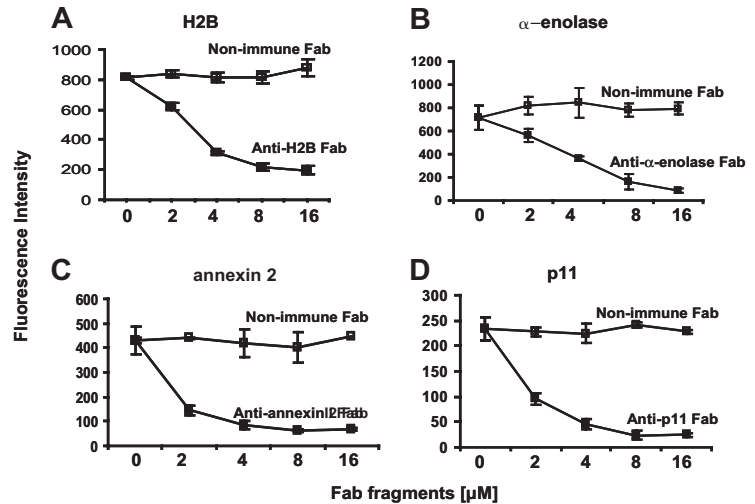 A
H2B
1000
800
600
400
200
0
Non-immune Fab
Anti-H2B Fab
0 2 4 8 16
B
α-enolase
1200
1000
800
600
400
200
0
Non-immune Fab
Anti-α-enolase Fab
0 2 4 8 16
Fluorescence Intensity
C
annexin 2
600
500
400
300
200
100
0
Non-immune Fab
Anti-annexin
0 2 4 8 16
D
p11
300
250
200
150
100
50
0
Non-immune Fab
Anti-p11 Fab
0 2 4 8 16
Fab fragments [µM]